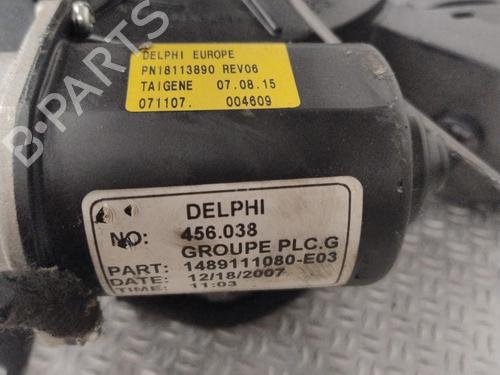 DELPHI EUROPE
PN18113890 REV06
TAIGENE 07.08.15
071107. 004609
B-PARTS
DELPHI
NO: 456.038
GROUPE PLC.G
PART: 1489111080-E03
DATE: 12/18/2007
TIME: 11:03